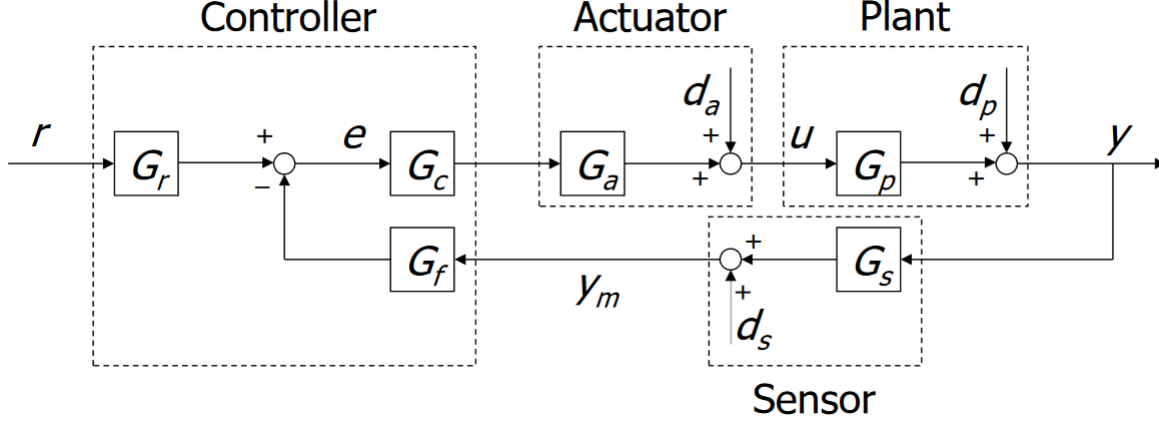 Controller
Actuator
Plant
r
G_r
+
−
e
G_c
G_a
d_a
+
+
u
G_p
d_p
+
+
y
G_f
y_m
+
+
d_s
G_s
Sensor